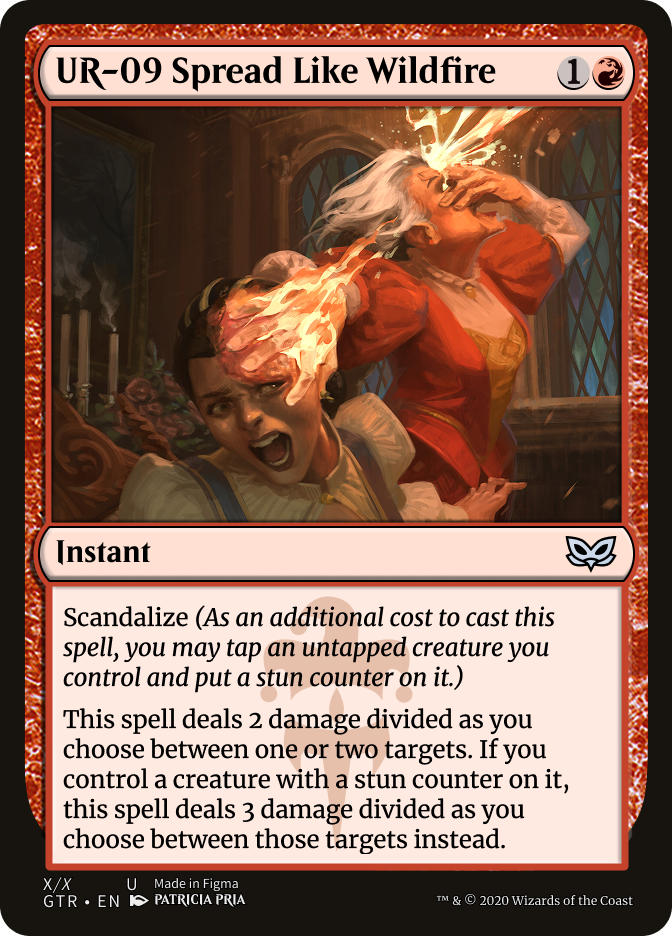 UR-09 Spread Like Wildfire 1
Instant
Scandalize (As an additional cost to cast this
spell, you may tap an untapped creature you
control and put a stun counter on it.)
This spell deals 2 damage divided as you
choose between one or two targets. If you
control a creature with a stun counter on it,
this spell deals 3 damage divided as you
choose between those targets instead.
X/X U Made in Figma
GTR • EN PATRICIA PRIA ™ & © 2020 Wizards of the Coast